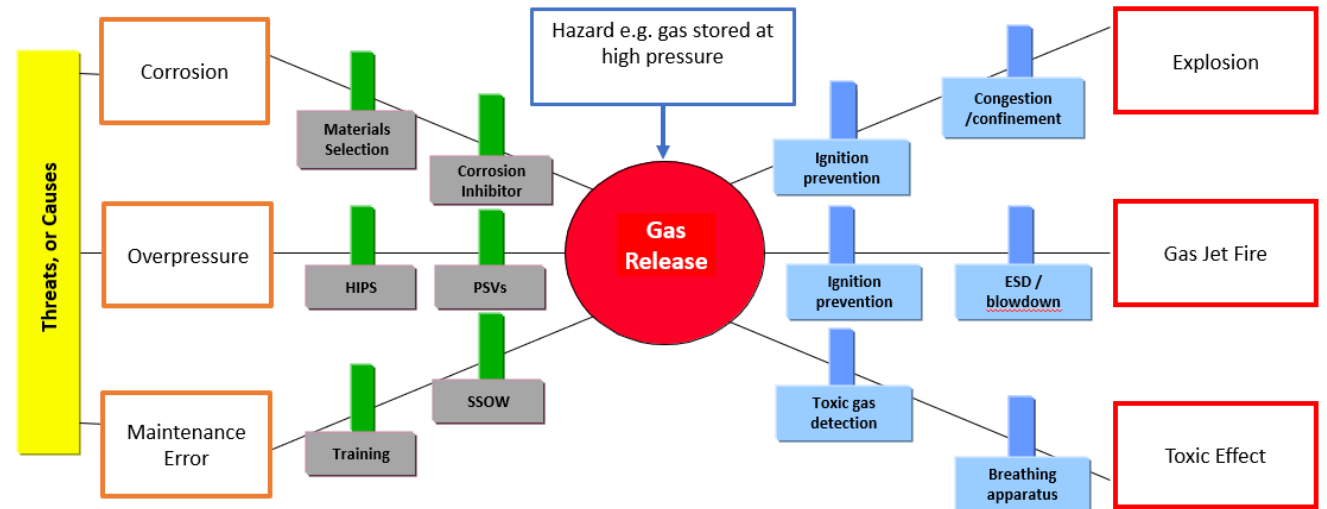 Threats, or Causes
Corrosion
Overpressure
Maintenance
Error
Materials
Selection
Corrosion
Inhibitor
HIPS
PSVs
Training
SSOW
Hazard e.g. gas stored at
high pressure
Gas
Release
Ignition
prevention
Congestion
/confinement
Ignition
prevention
ESD /
blowdown
Toxic gas
detection
Breathing
apparatus
Explosion
Gas Jet Fire
Toxic Effect